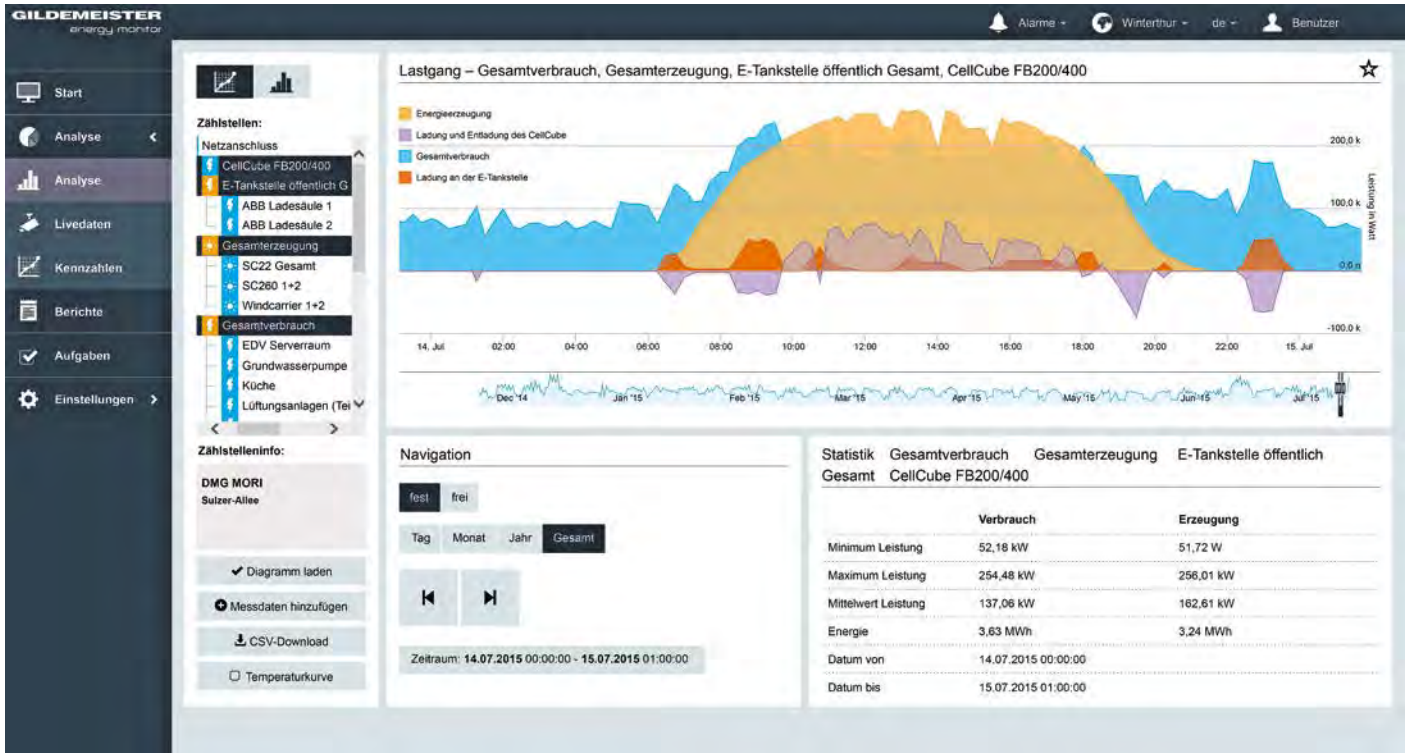 GILDEMEISTER
energy monitor
Alarme
Winterthur
de
Benutzer
Start
Analyse
Analyse
Livedaten
Kennzahlen
Berichte
Aufgaben
Einstellungen
Zählstellen:
Netzanschluss
CellCube FB200/400
E-Tankstelle öffentlich G
ABB Ladesäule 1
ABB Ladesäule 2
Gesamterzeugung
SC22 Gesamt
SC260 1+2
Windcarrier 1+2
Gesamtverbrauch
EDV Serverraum
Grundwasserpumpe
Küche
Lüftungsanlagen (Tei
Zählstelleninfo:
DMG MORI
Sulzer-Allee
Diagramm laden
Messdaten hinzufügen
CSV-Download
Temperaturkurve
Lastgang – Gesamtverbrauch, Gesamterzeugung, E-Tankstelle öffentlich Gesamt, CellCube FB200/400
Energieerzeugung
Ladung und Entladung des CellCube
Gesamtverbrauch
Ladung an der E-Tankstelle
200,0 k
100,0 k
0,0 n
-100,0 k
Leistung in Watt
14. Jul 02:00 04:00 06:00 08:00 10:00 12:00 14:00 16:00 18:00 20:00 22:00 15. Jul
Dec '14 Jan '15 Feb '15 Mar '15 Apr '15 May '15 Jun '15 Jul '15
Navigation
fest frei
Tag Monat Jahr Gesamt
Zeitraum: 14.07.2015 00:00:00 - 15.07.2015 01:00:00
Statistik Gesamtverbrauch Gesamterzeugung E-Tankstelle öffentlich
Gesamt CellCube FB200/400
Verbrauch Erzeugung
Minimum Leistung 52,18 kW 51,72 W
Maximum Leistung 254,48 kW 256,01 kW
Mittelwert Leistung 137,06 kW 162,61 kW
Energie 3,63 MWh 3,24 MWh
Datum von 14.07.2015 00:00:00
Datum bis 15.07.2015 01:00:00